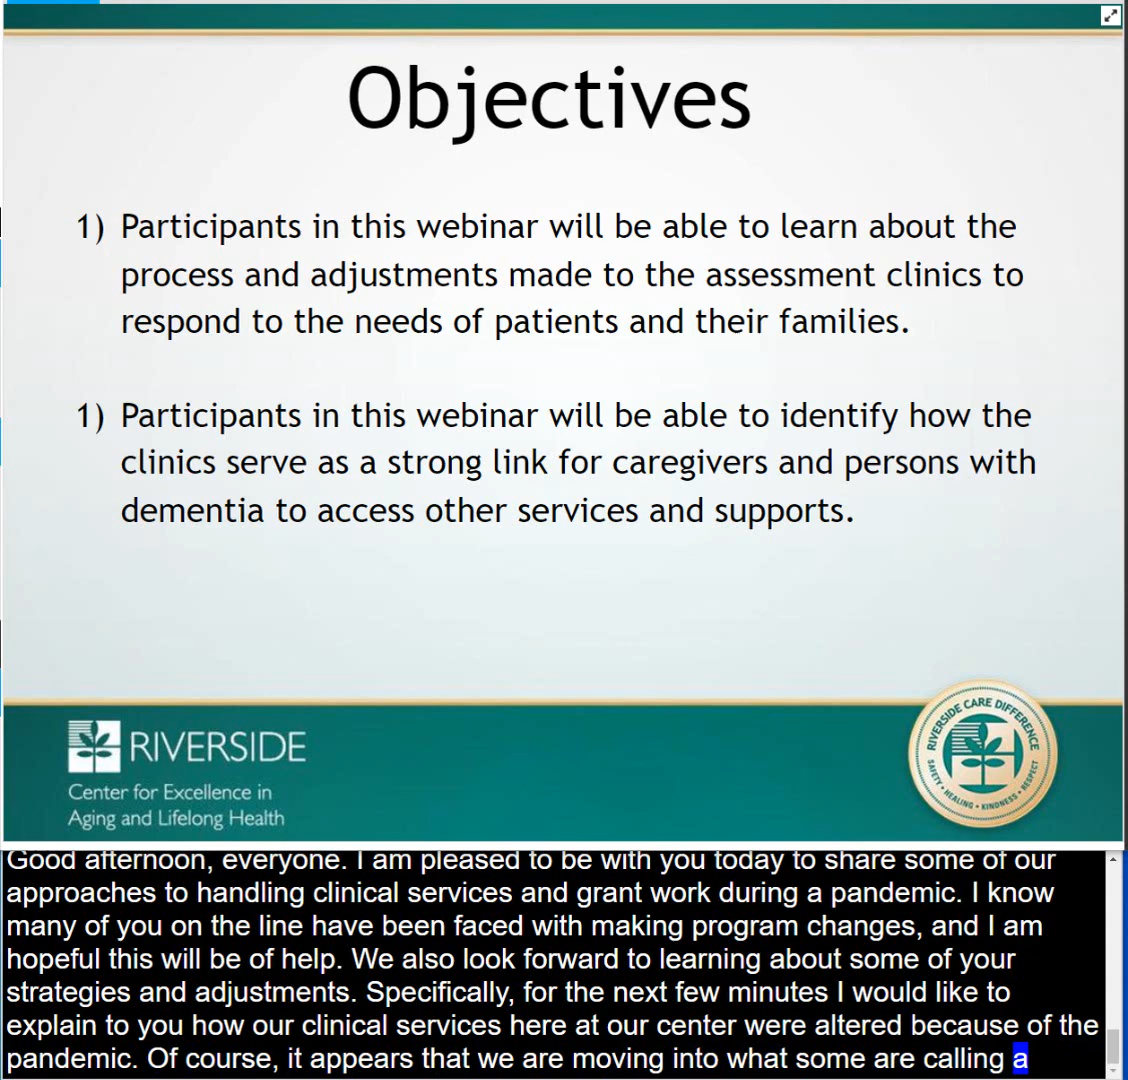 Objectives
1) Participants in this webinar will be able to learn about the
process and adjustments made to the assessment clinics to
respond to the needs of patients and their families.
1) Participants in this webinar will be able to identify how the
clinics serve as a strong link for caregivers and persons with
dementia to access other services and supports.
RIVERSIDE
Center for Excellence in
Aging and Lifelong Health
RIVERSIDE CARE DIFFERENCE
SAFETY • HEALING • KINDNESS • RESPECT
Good afternoon, everyone. I am pleased to be with you today to share some of our
approaches to handling clinical services and grant work during a pandemic. I know
many of you on the line have been faced with making program changes, and I am
hopeful this will be of help. We also look forward to learning about some of your
strategies and adjustments. Specifically, for the next few minutes I would like to
explain to you how our clinical services here at our center were altered because of the
pandemic. Of course, it appears that we are moving into what some are calling a